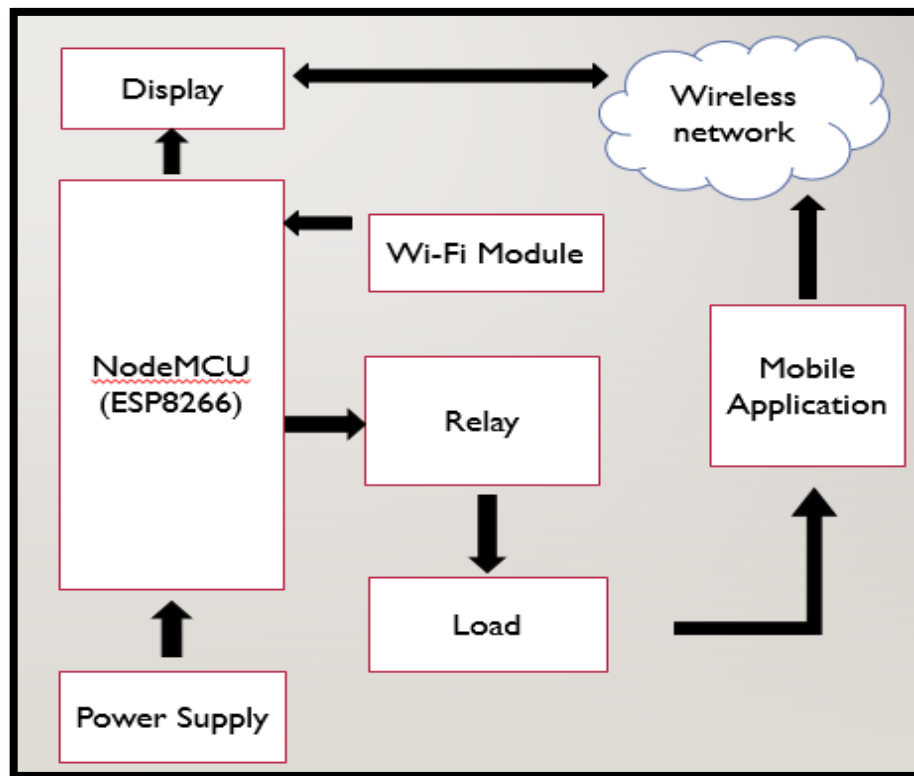 Display
Wireless
network
Wi-Fi Module
NodeMCU
(ESP8266)
Relay
Mobile
Application
Load
Power Supply